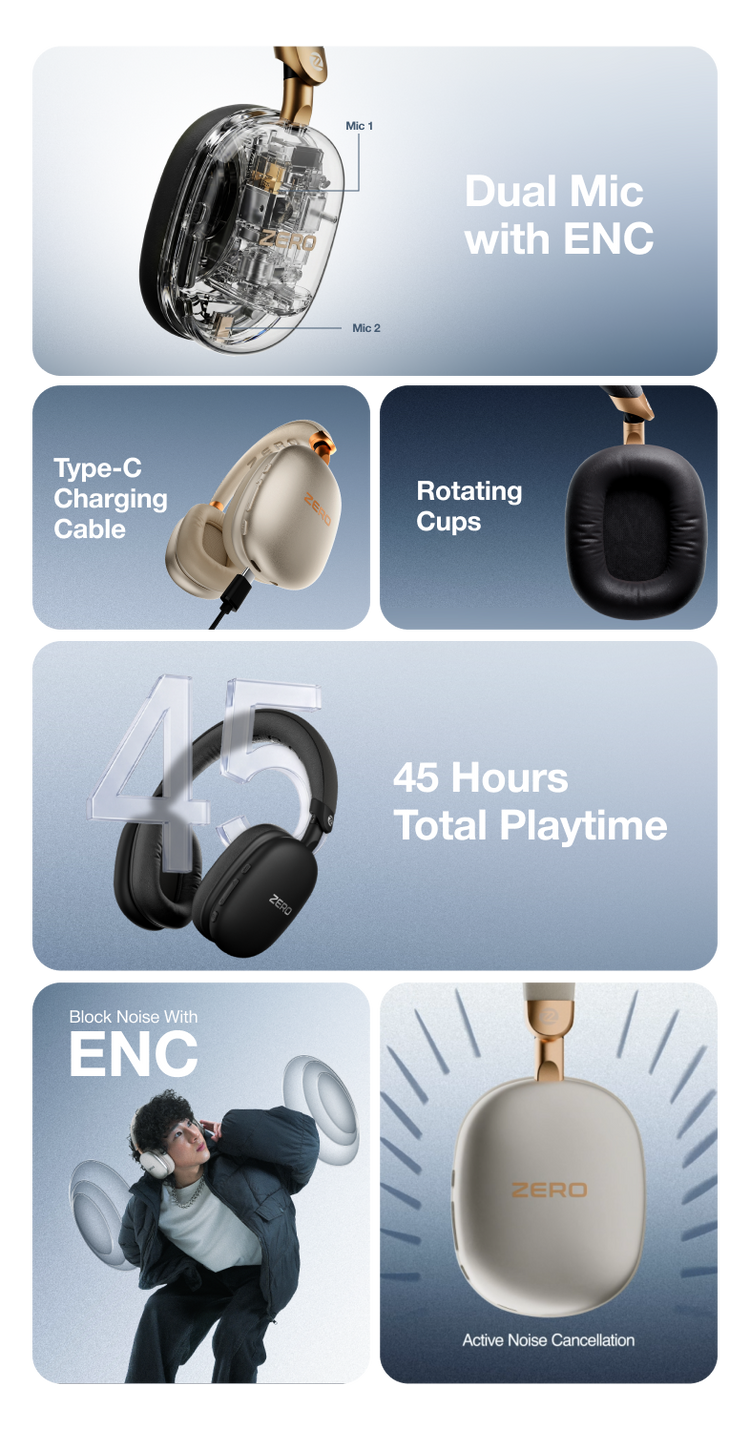 Mic 1
ZERO
Mic 2
Dual Mic
with ENC
Type-C
Charging
Cable
ZERO
ZERO
Rotating
Cups
45
ZERO
45 Hours
Total Playtime
Block Noise With
ENC
ZERO
Active Noise Cancellation